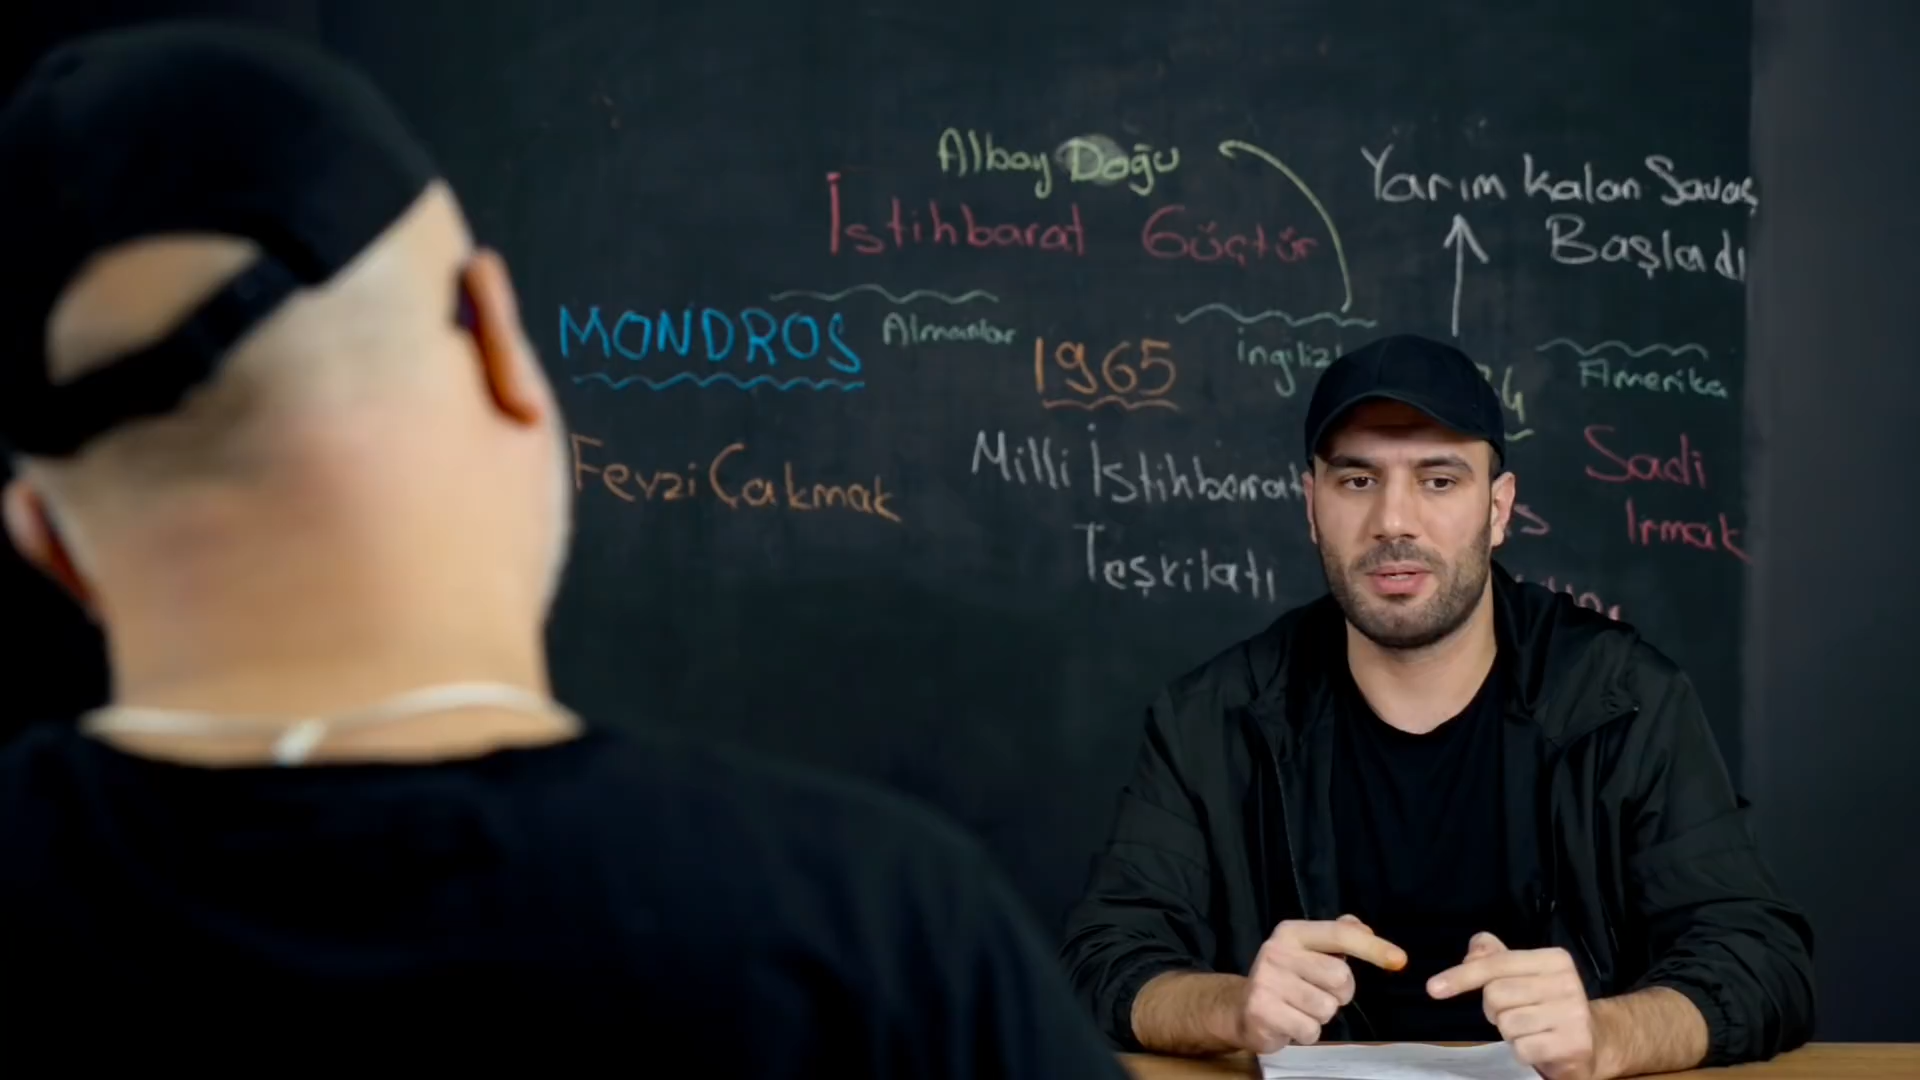 Albay Doğu
İstihbarat Güçtür
Yarım kalan Savaş
Başladı
MONDROS
Almanlar
1965
Amerika
Fevzi Çakmak
Milli İstihbarat
Teşkilatı
Sadi
Irmak